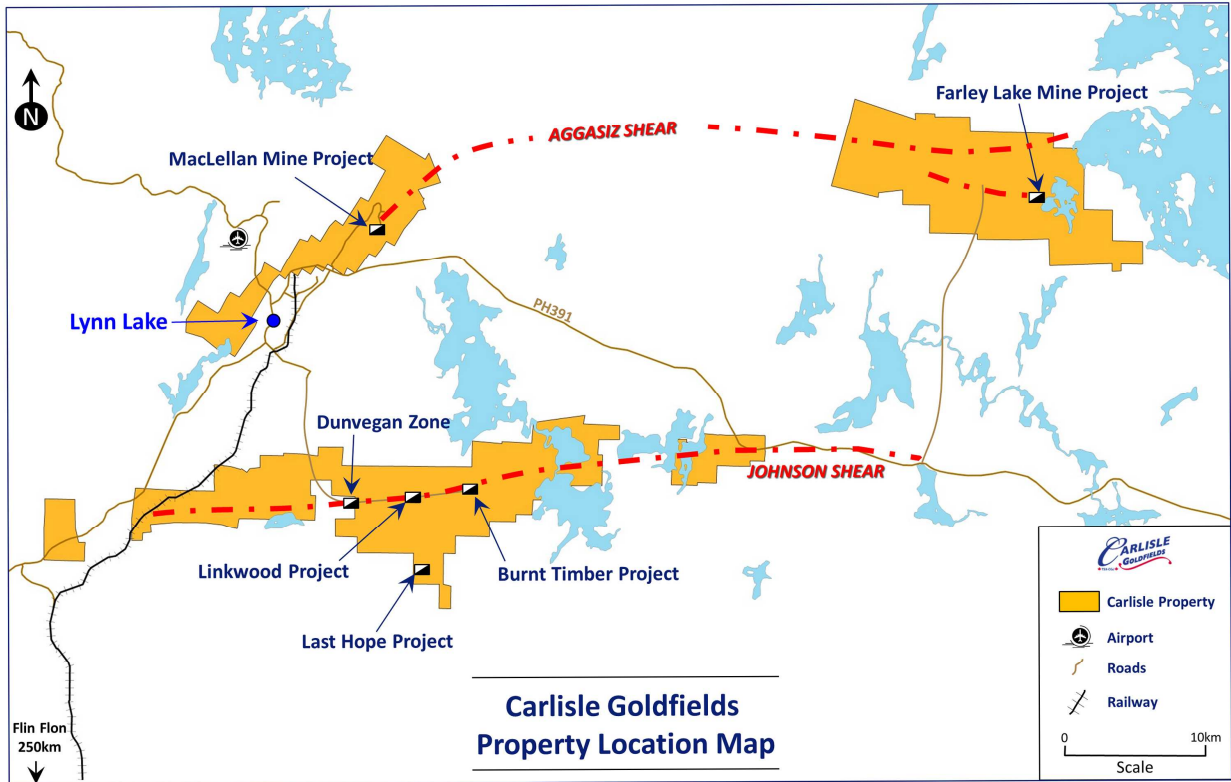 N
Farley Lake Mine Project
AGGASIZ SHEAR
MacLellan Mine Project
PH391
Lynn Lake
Dunvegan Zone
JOHNSON SHEAR
Linkwood Project
Burnt Timber Project
Last Hope Project
Carlisle Goldfields
Property Location Map
Flin Flon
250km
CARLISLE
GOLDFIELDS
Carlisle Property
Airport
Roads
Railway
0 10km
Scale